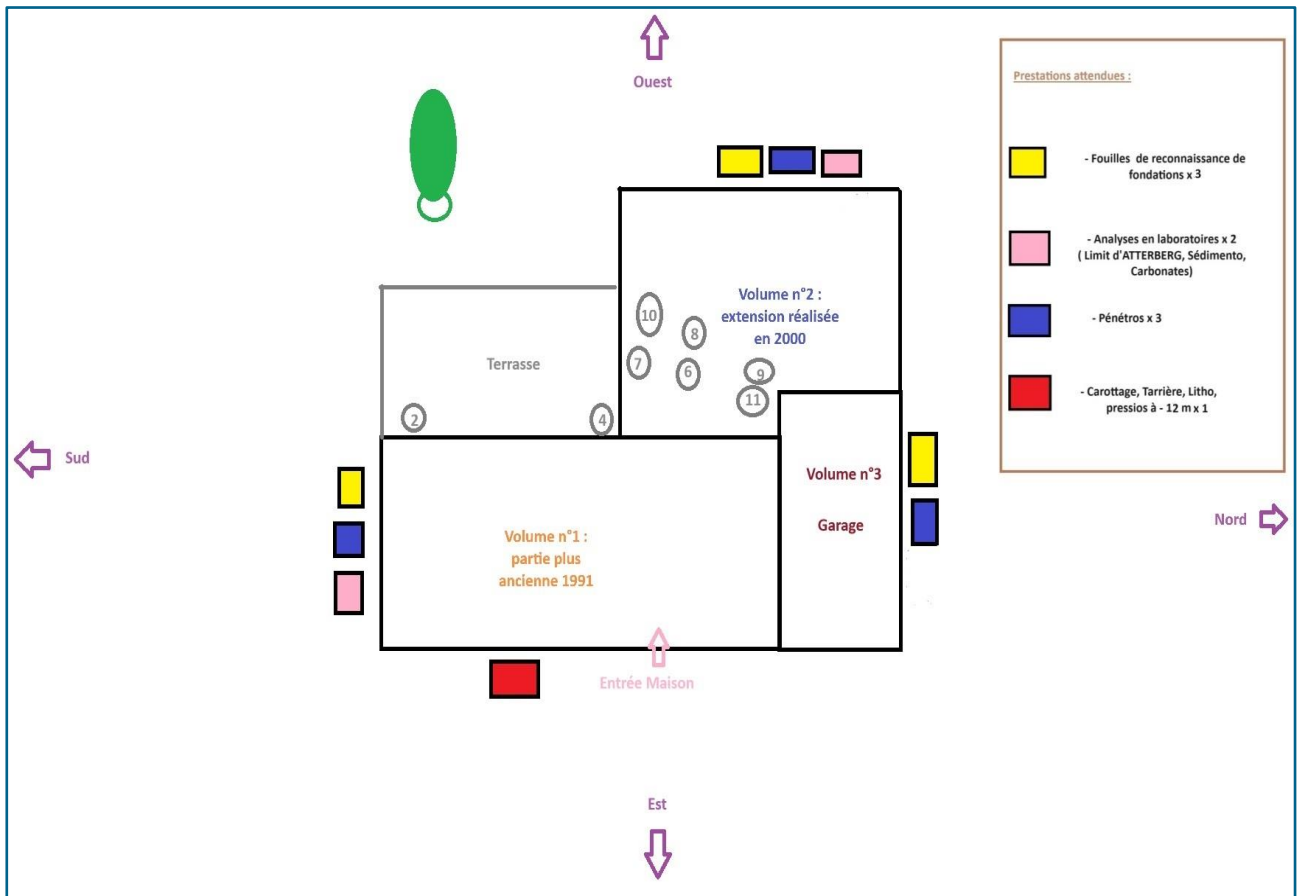 Ouest
Prestations attendues :
- Fouilles de reconnaissance de
fondations x 3
- Analyses en laboratoires x 2
( Limit d'ATTERBERG, Sédimento,
Carbonates)
- Pénétros x 3
- Carottage, Tarrière, Litho,
pressios à - 12 m x 1
Volume n°2 :
extension réalisée
en 2000
10
8
7
6
9
11
Terrasse
2
4
Sud
Volume n°3
Garage
Nord
Volume n°1 :
partie plus
ancienne 1991
Entrée Maison
Est